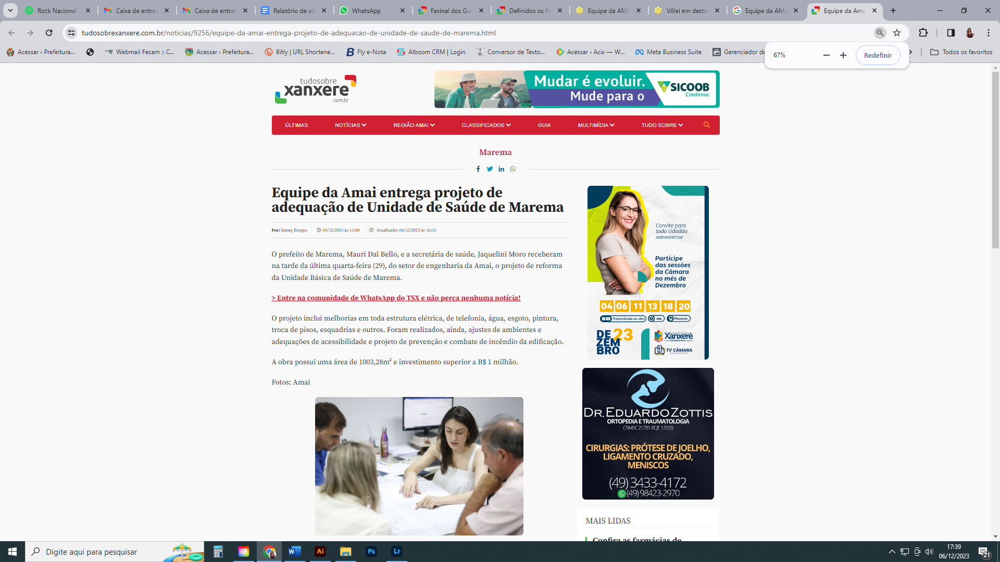 Rock Nacional
Caixa de entrac
Caixa de entrac
Relatório de ati
WhatsApp
Faxinal dos Gue
Definidos os fir
Equipe da AMA
Vôlei em desta
Equipe da AMA
Equipe da Ama
tudosobrexanxere.com.br/noticias/9256/equipe-da-amai-entrega-projeto-de-adequacao-de-unidade-de-saude-de-marema.html
Acessar ‹ Prefeitura...
Webmail Fecam :: C...
Acessar ‹ Prefeitura...
Bitly | URL Shortene...
Fly e-Nota
Alboom CRM | Login
Conversor de Texto...
Acessar ‹ Acix — W...
Meta Business Suite
Gerenciador de
Todos os favoritos
67%
Redefinir
tudosobre
xanxere
.com.br
Mudar é evoluir.
Mude para o
SICOOB
Credimoc
ÚLTIMAS
NOTÍCIAS
REGIÃO AMAI
CLASSIFICADOS
GUIA
MULTIMÍDIA
TUDO SOBRE
Marema
Equipe da Amai entrega projeto de
adequação de Unidade de Saúde de Marema
Por: Sanny Borges
04/12/2023 às 11:00
Atualizado: 06/12/2023 às 16:53
O prefeito de Marema, Mauri Dal Bello, e a secretária de saúde, Jaquelini Moro receberam
na tarde da última quarta-feira (29), do setor de engenharia da Amai, o projeto de reforma
da Unidade Básica de Saúde de Marema.
> Entre na comunidade de WhatsApp do TSX e não perca nenhuma notícia!
O projeto inclui melhorias em toda estrutura elétrica, de telefonia, água, esgoto, pintura,
troca de pisos, esquadrias e outros. Foram realizados, ainda, ajustes de ambientes e
adequações de acessibilidade e projeto de prevenção e combate de incêndio da edificação.
A obra possui uma área de 1003,28m² e investimento superior a R$ 1 milhão.
Fotos: Amai
Convite para
todo cidadão
xanxerense
Participe
das sessões
da Câmara
no mês de
Dezembro
04 06 11 13 18 20
Transmissão ao vivo
19h
Plenário
DE
ZEM
BRO
23
Xanxerê
TV CÂMARA
DR. EDUARDO ZOTTIS
ORTOPEDIA E TRAUMATOLOGIA
CRMSC 21781 RQE 12938
CIRURGIAS: PRÓTESE DE JOELHO,
LIGAMENTO CRUZADO,
MENISCOS
(49) 3433-4172
(49) 98423-2970
MAIS LIDAS
Confira as farmácias de
Digite aqui para pesquisar
Ai
Ps
Lr
17:39
06/12/2023
21